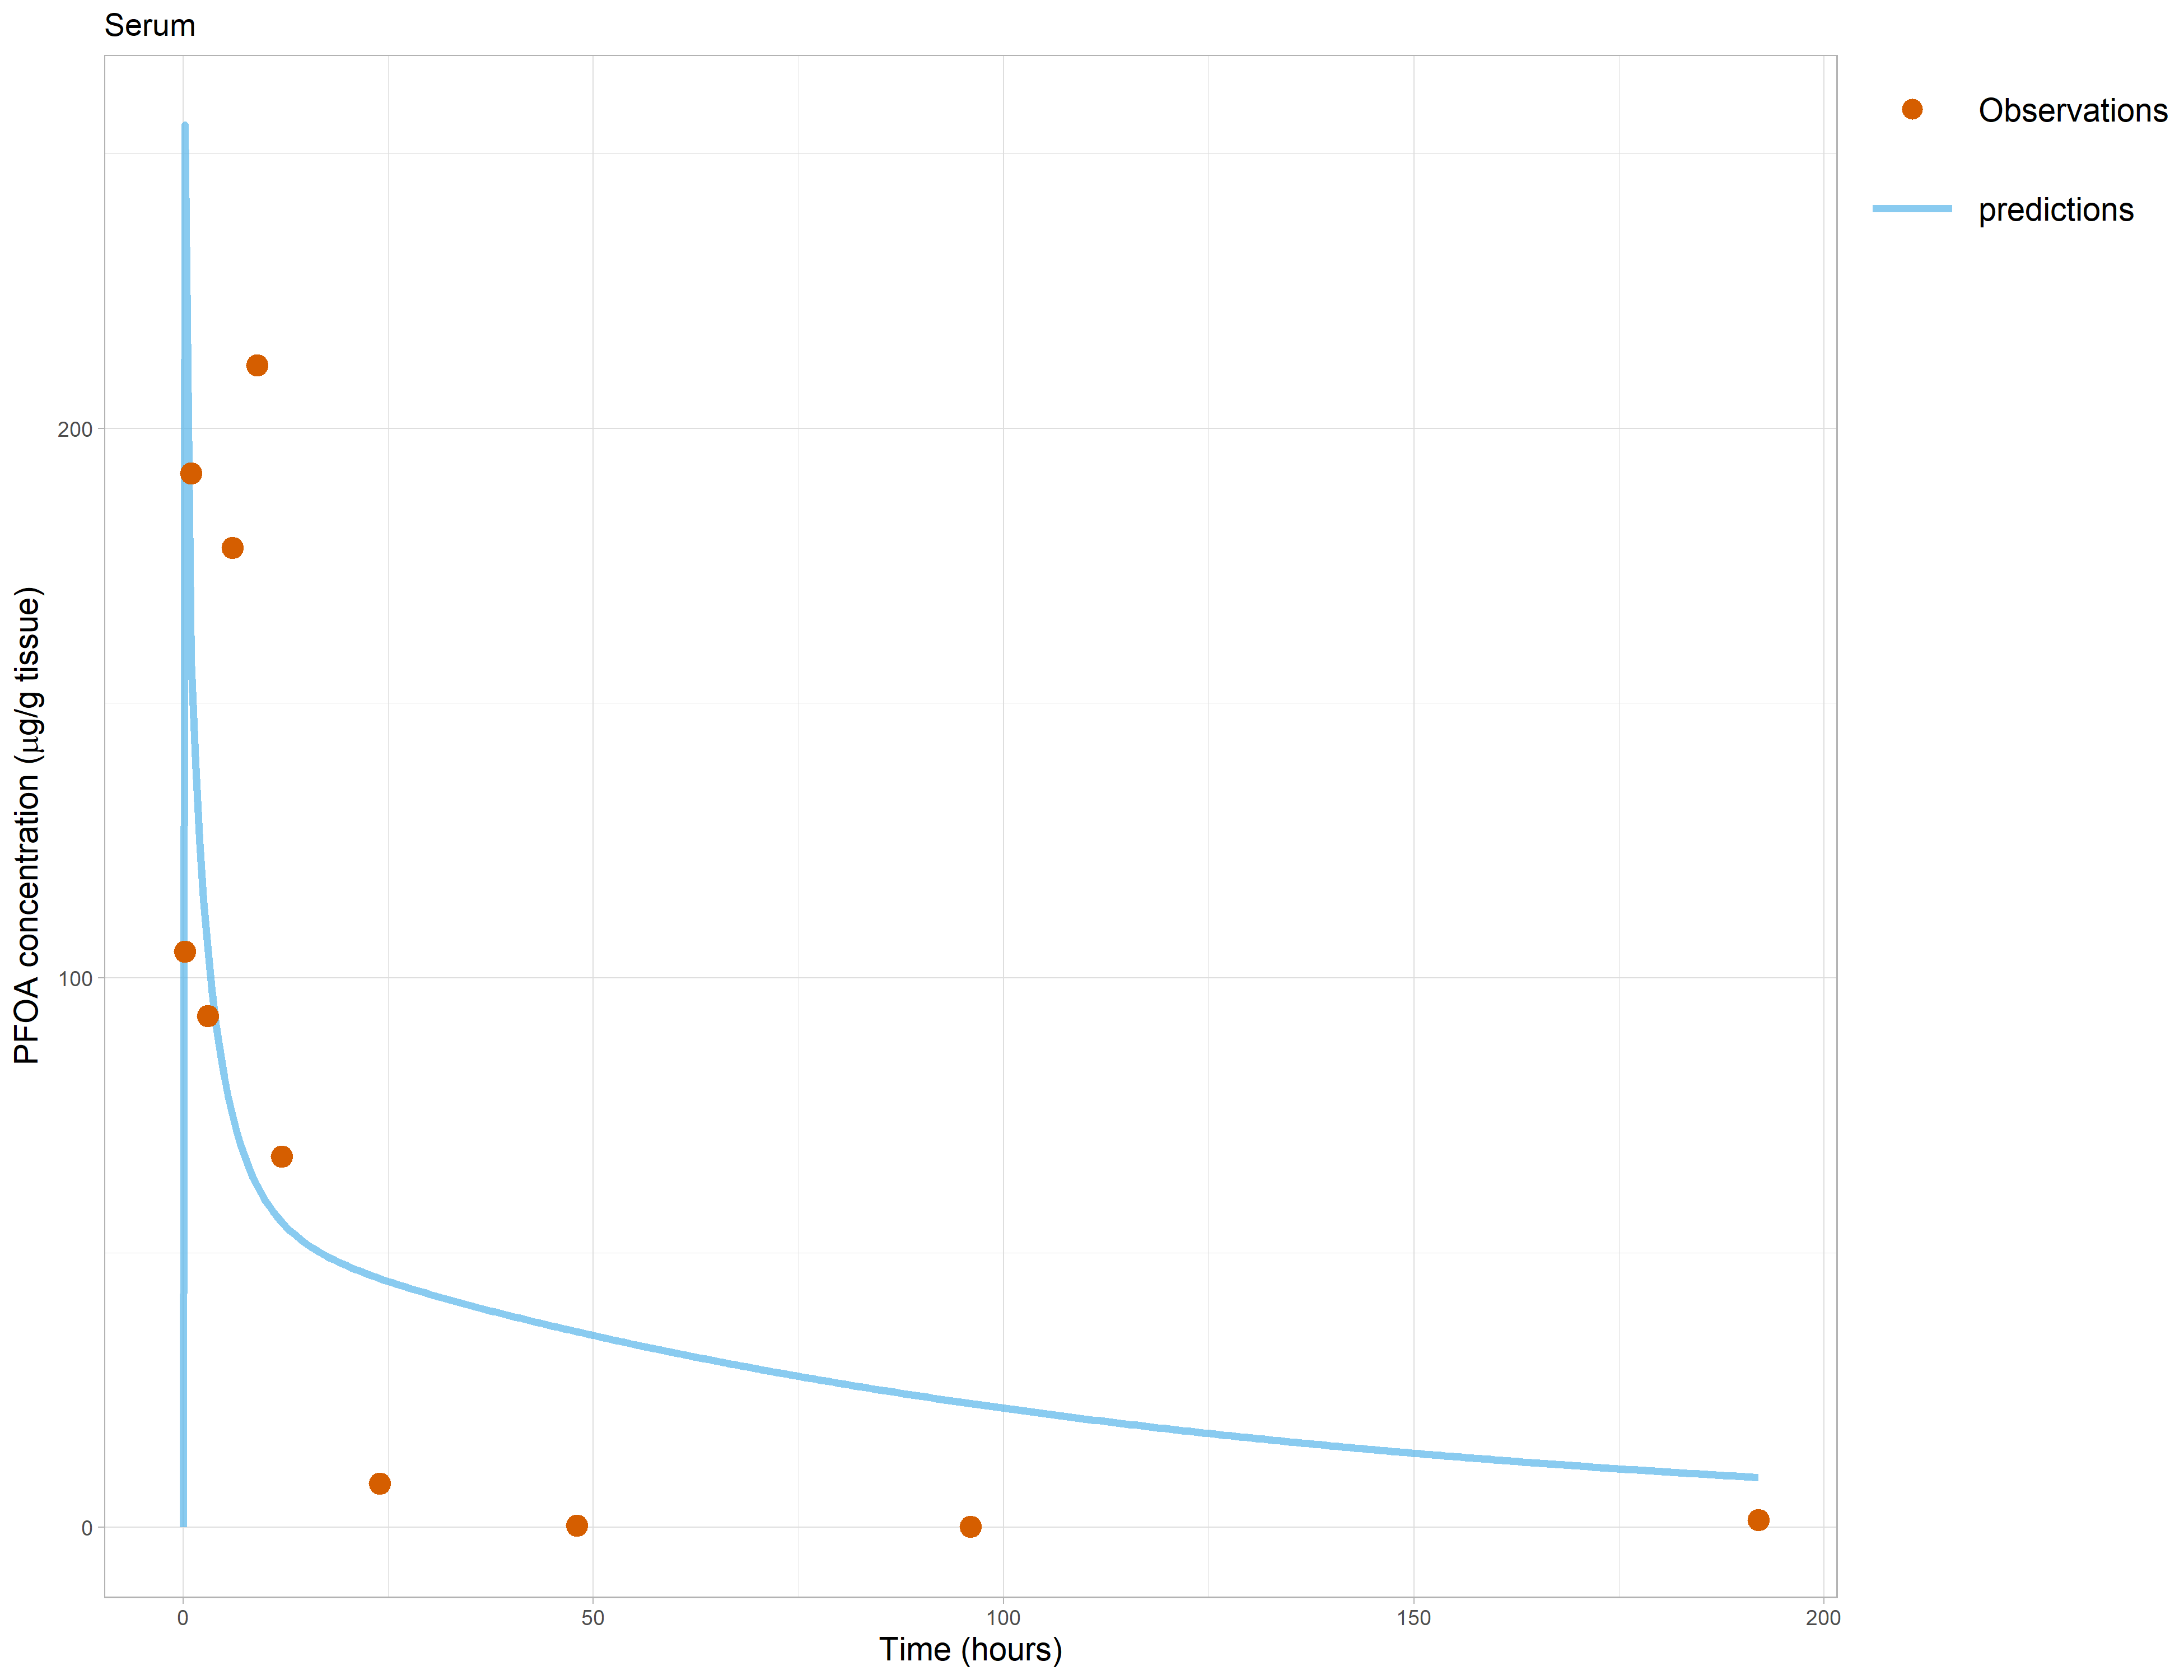 Serum
Observations
predictions
PFOA concentration (μg/g tissue)
200
100
0
0
50
100
150
200
Time (hours)